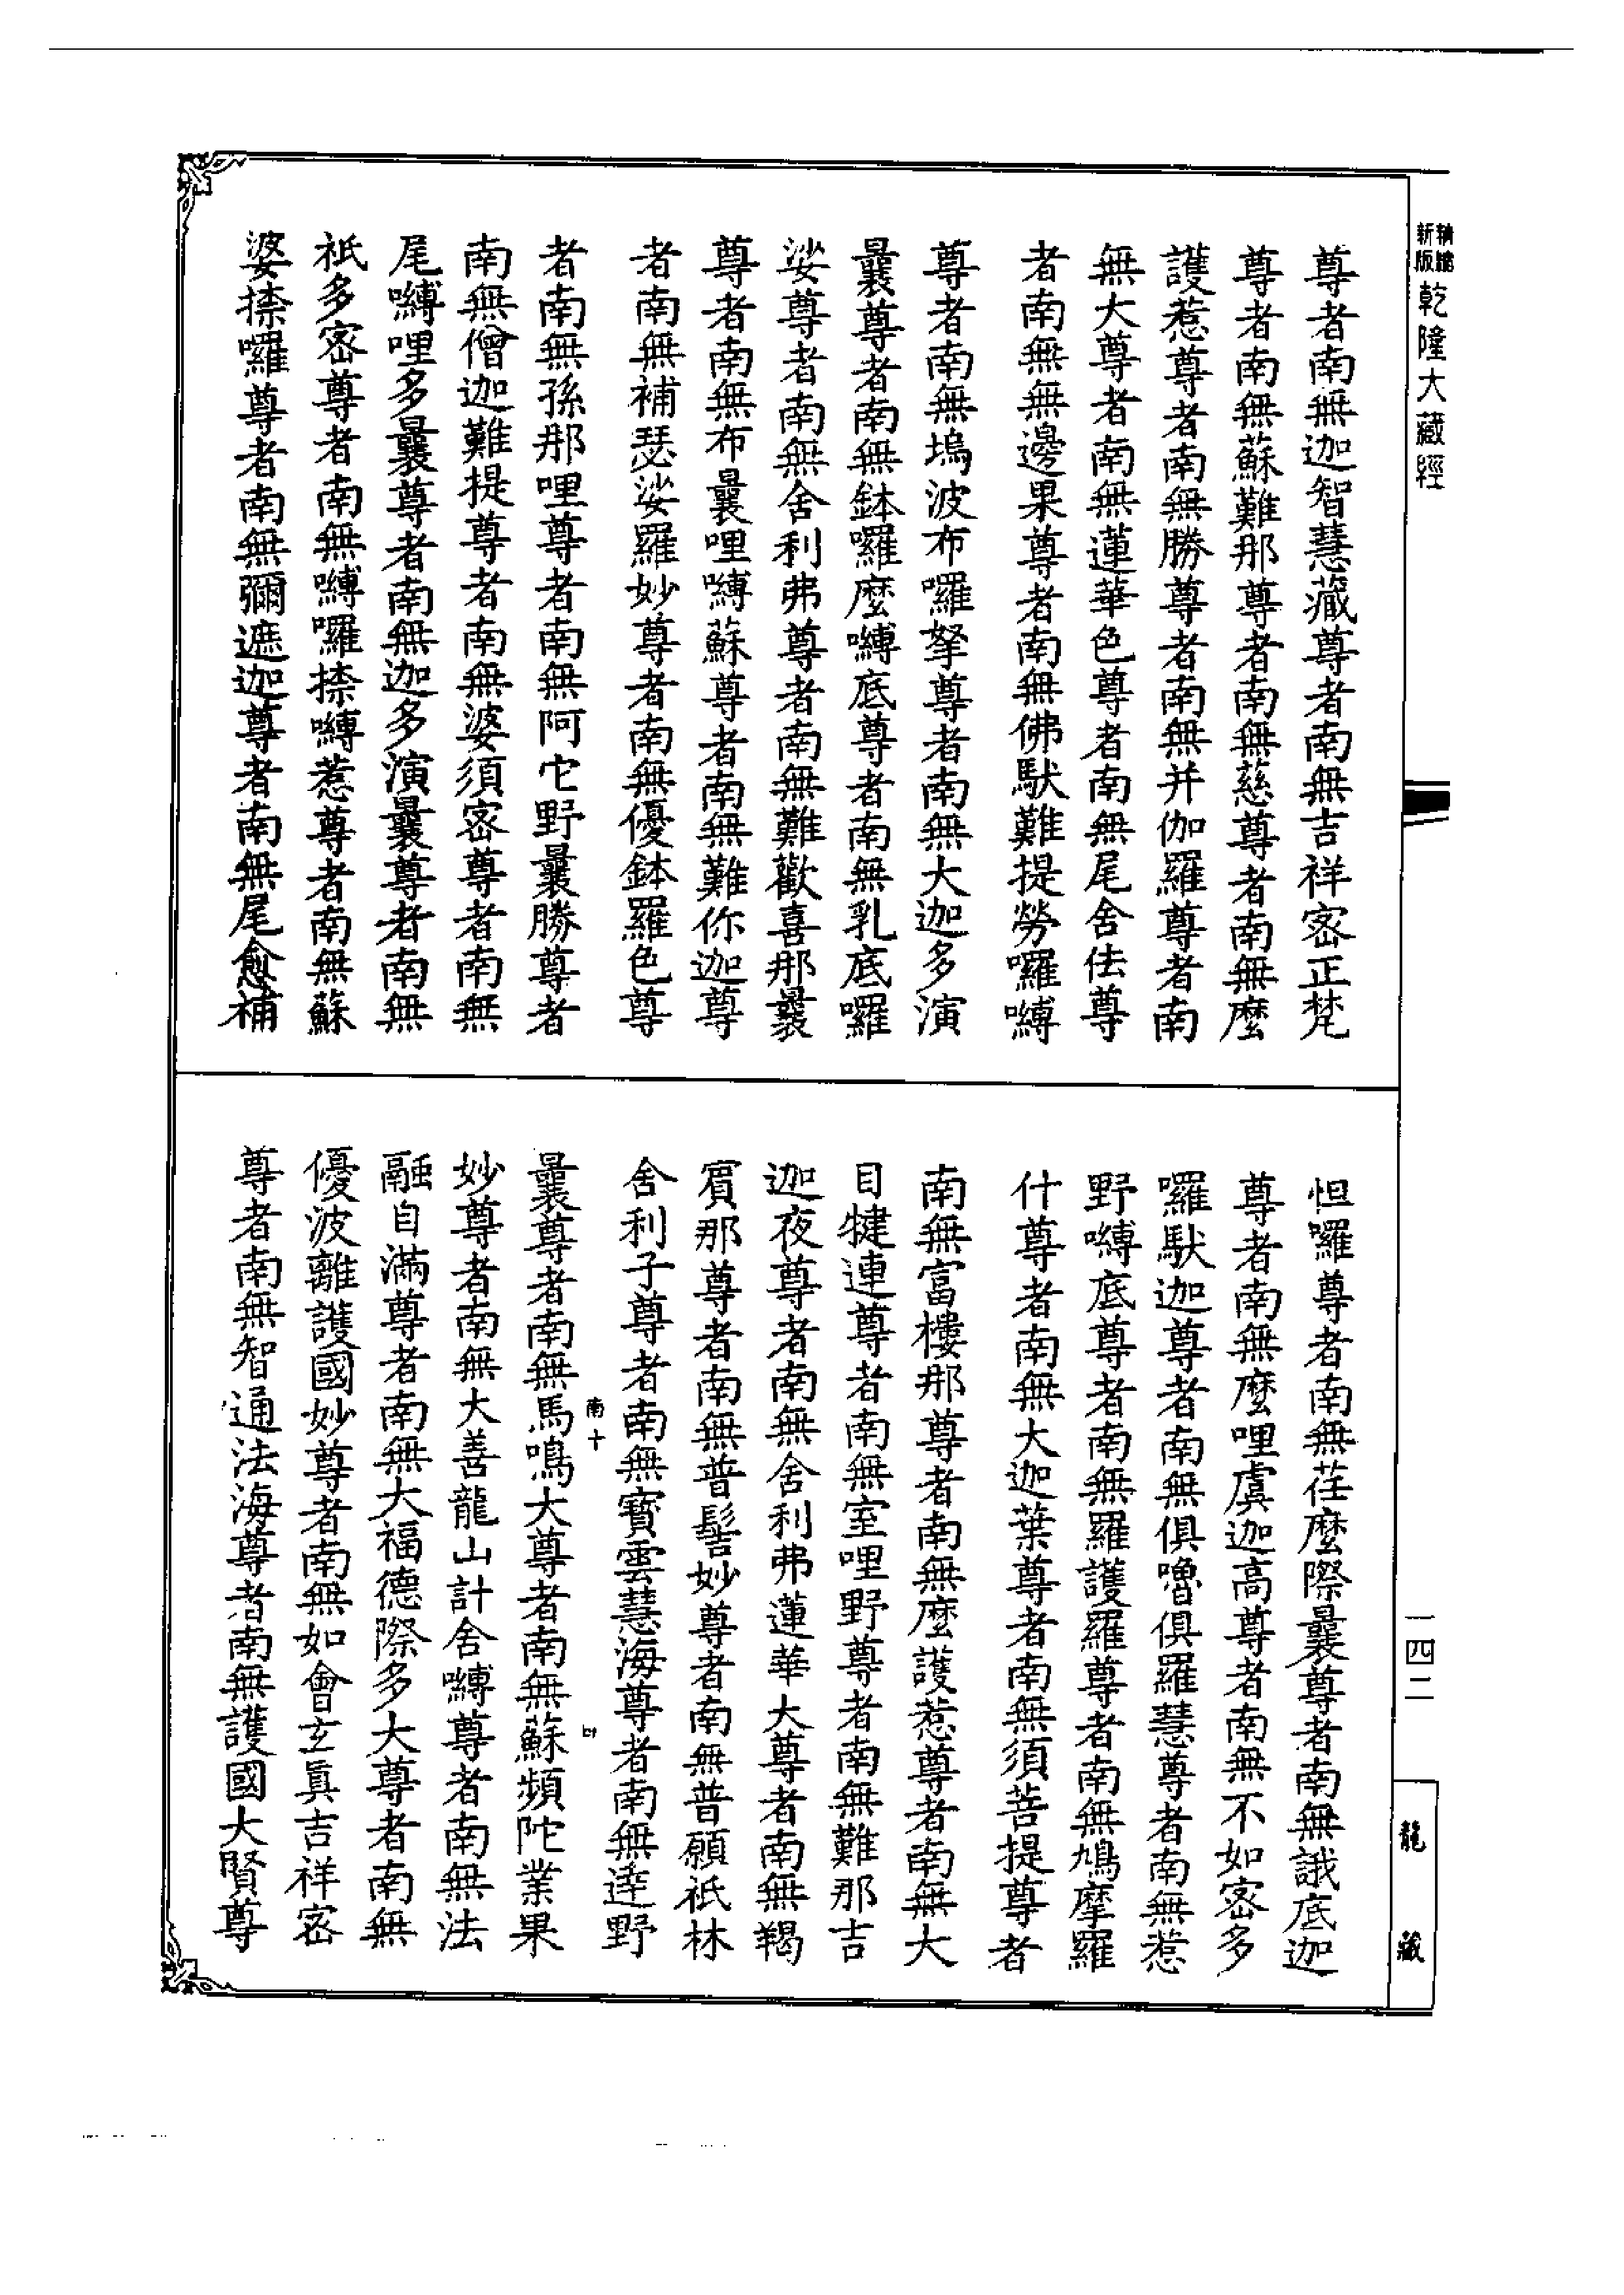 新版精縮乾隆大藏經
尊者南無迦智慧藏尊者南無吉祥密正梵
尊者南無蘇難那尊者南無慈尊者南無麼
護惹尊者南無勝尊者南無并伽羅尊者南
無大尊者南無蓮華色尊者南無尾舍佉尊
者南無無邊果尊者南無佛馱難提勞囉嚩
尊者南無塢波布囉拏尊者南無大迦多演
曩尊者南無鉢囉麼嚩底尊者南無乳底囉
娑尊者南無舍利弗尊者南無難歡喜那曩
尊者南無布曩哩嚩蘇尊者南無難你迦尊
者南無補瑟娑羅妙尊者南無優鉢羅色尊
者南無孫那哩尊者南無阿它野曩勝尊者
南無僧迦難提尊者南無婆須密尊者南無
尾嚩哩多曩尊者南無迦多演曩尊者南無
祇多密尊者南無嚩囉捺嚩惹尊者南無蘇
婆捺囉尊者南無彌遮迦尊者南無尾愈補
怛囉尊者南無荏麼際曩尊者南無誐底迦
尊者南無麼哩虞迦高尊者南無不如密多
囉馱迦尊者南無俱嚕俱羅慧尊者南無惹
野嚩底尊者南無羅護羅尊者南無鳩摩羅
什尊者南無大迦葉尊者南無須菩提尊者
南無富樓那尊者南無麼護惹尊者南無大
目犍連尊者南無室哩野尊者南無難那吉
迦夜尊者南無舍利弗蓮華大尊者南無羯
賓那尊者南無普髻妙尊者南無普願祇林
舍利子尊者南無寶雲慧海尊者南無達野
曩尊者南無馬鳴大尊者南無蘇頻陀業果
妙尊者南無大善龍山計舍嚩尊者南無法
融自滿尊者南無大福德際多大尊者南無
優波離護國妙尊者南無如會玄真吉祥密
尊者南無智通法海尊者南無護國大賢尊
南十
一四二
龍藏